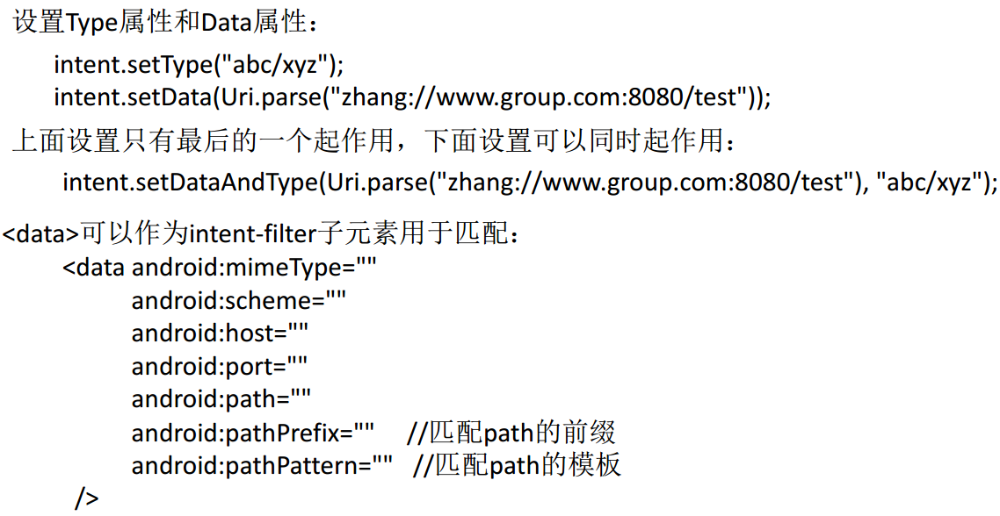 设置Type属性和Data属性：
intent.setType("abc/xyz");
intent.setData(Uri.parse("zhang://www.group.com:8080/test"));
上面设置只有最后的一个起作用，下面设置可以同时起作用：
intent.setDataAndType(Uri.parse("zhang://www.group.com:8080/test"), "abc/xyz");
<data>可以作为intent-filter子元素用于匹配：
<data android:mimeType=""
android:scheme=""
android:host=""
android:port=""
android:path=""
android:pathPrefix="" //匹配path的前缀
android:pathPattern="" //匹配path的模板
/>